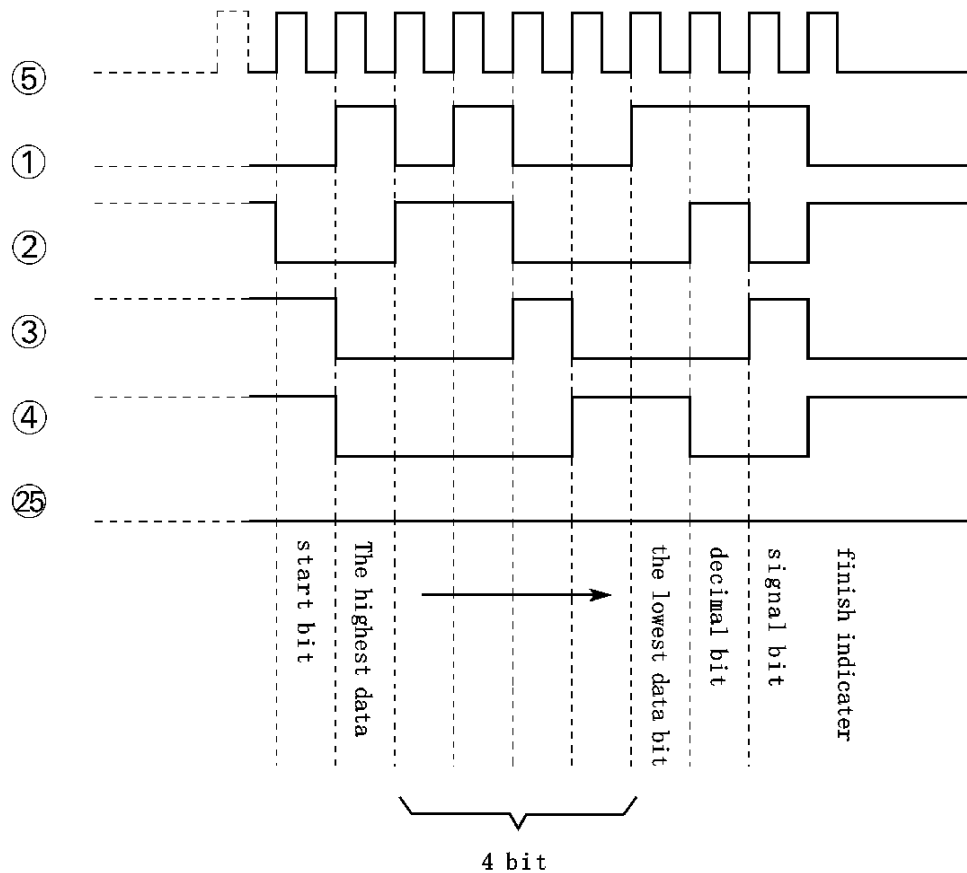 ⑤
①
②
③
④
㉕
start bit
The highest data
the lowest data bit
decimal bit
signal bit
finish indicater
4 bit